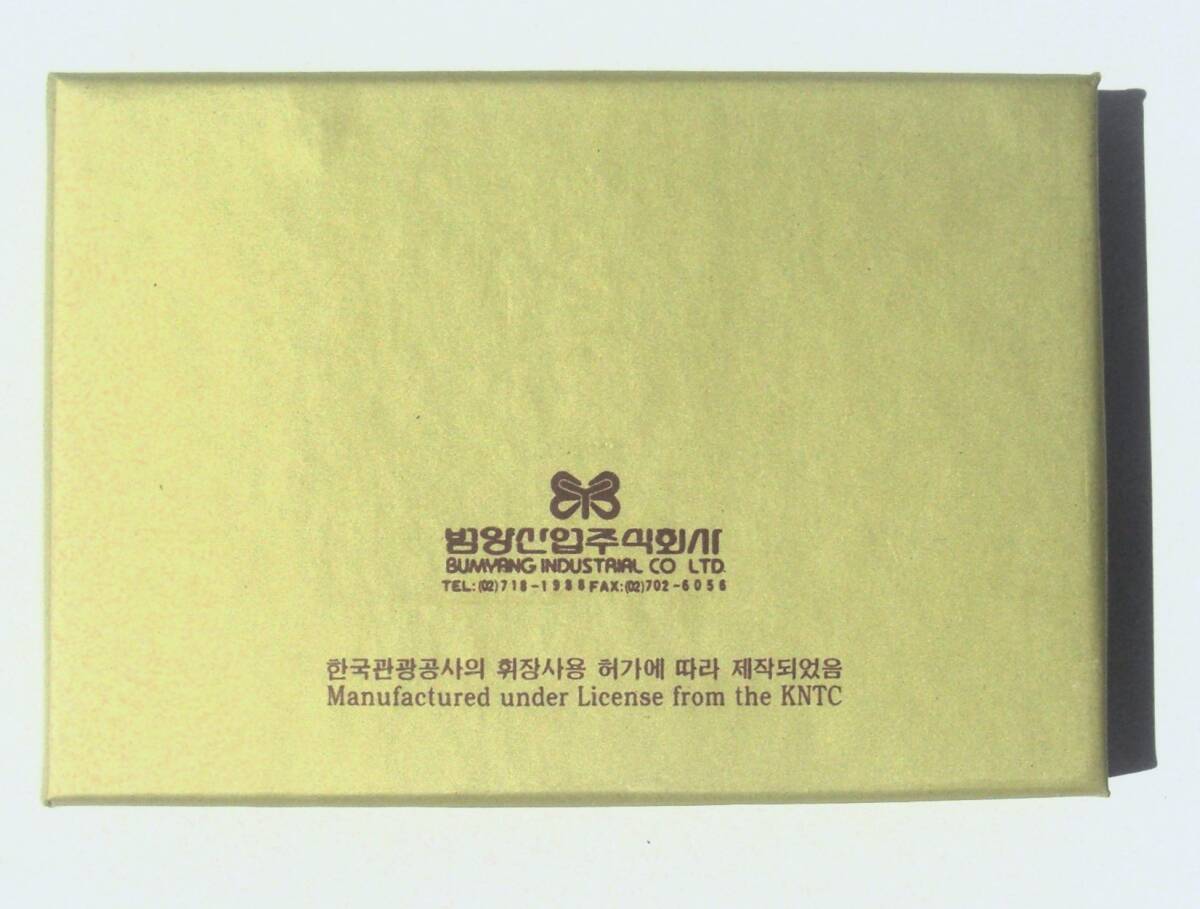 범양산업주식회사
BUMYANG INDUSTRIAL CO LTD.
TEL:(02)718-1988 FAX:(02)702-6056
한국관광공사의 휘장사용 허가에 따라 제작되었음
Manufactured under License from the KNTC